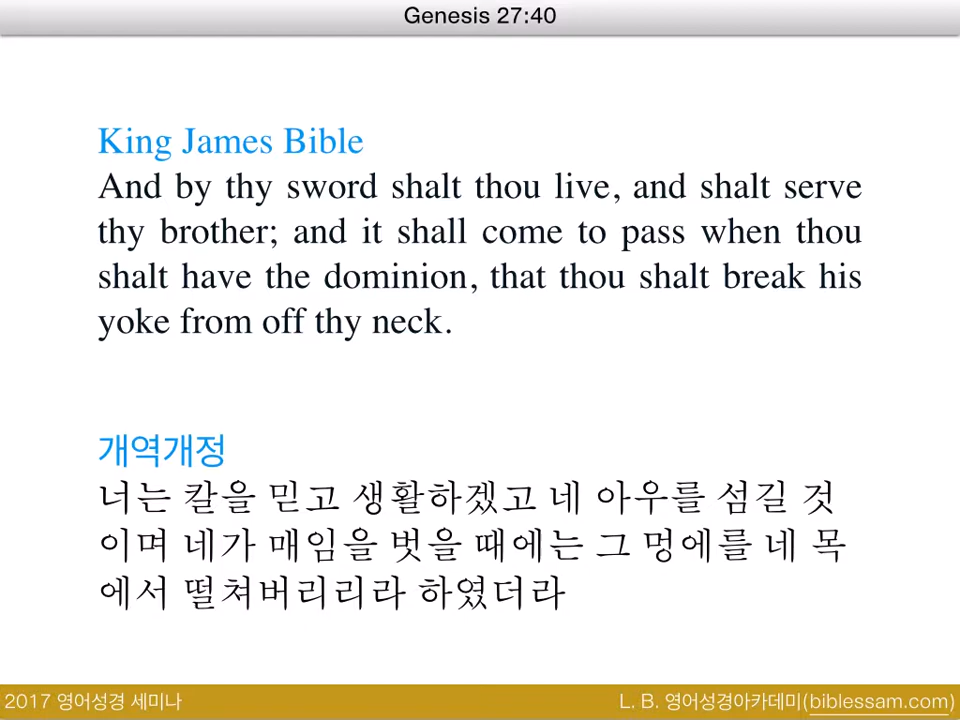 Genesis 27:40
King James Bible
And by thy sword shalt thou live, and shalt serve
thy brother; and it shall come to pass when thou
shalt have the dominion, that thou shalt break his
yoke from off thy neck.
개역개정
너는 칼을 믿고 생활하겠고 네 아우를 섬길 것
이며 네가 매임을 벗을 때에는 그 멍에를 네 목
에서 떨쳐버리리라 하였더라
2017 영어성경 세미나
L. B. 영어성경아카데미(biblessam.com)